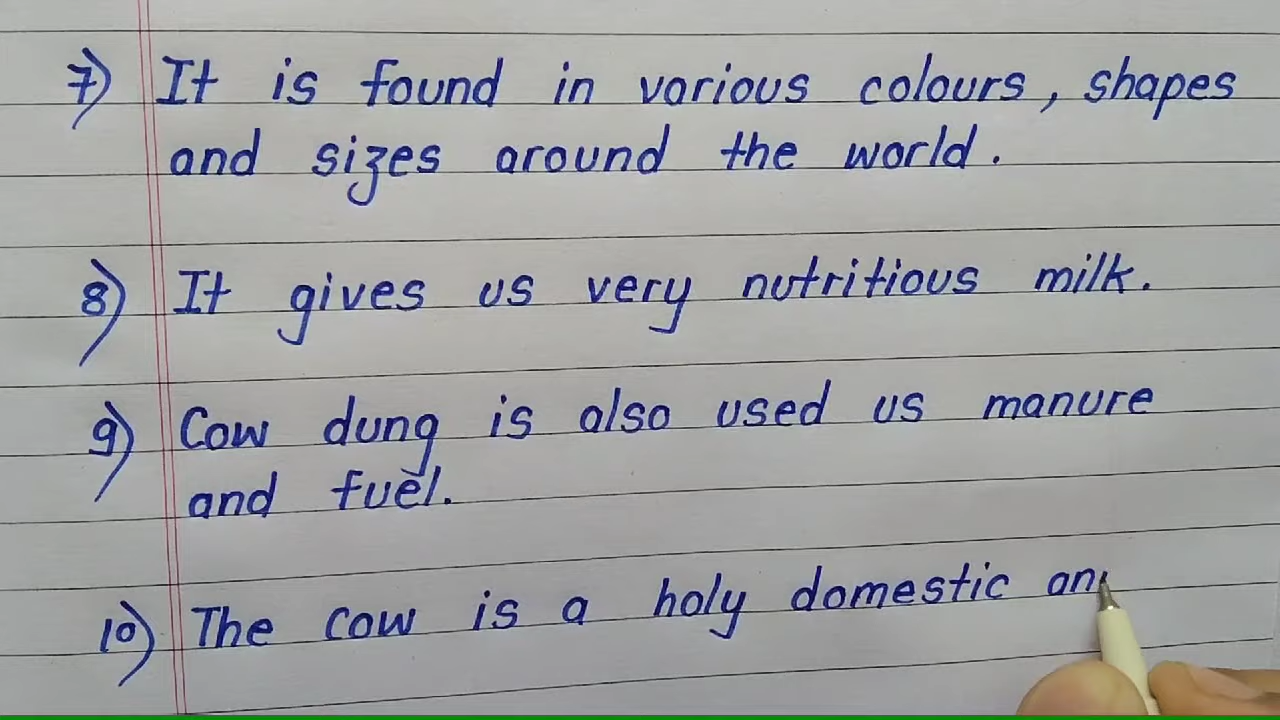 7) It is found in various colours, shapes
and sizes around the world.
8) It gives us very nutritious milk.
9) Cow dung is also used us manure
and fuel.
10) The cow is a holy domestic ani